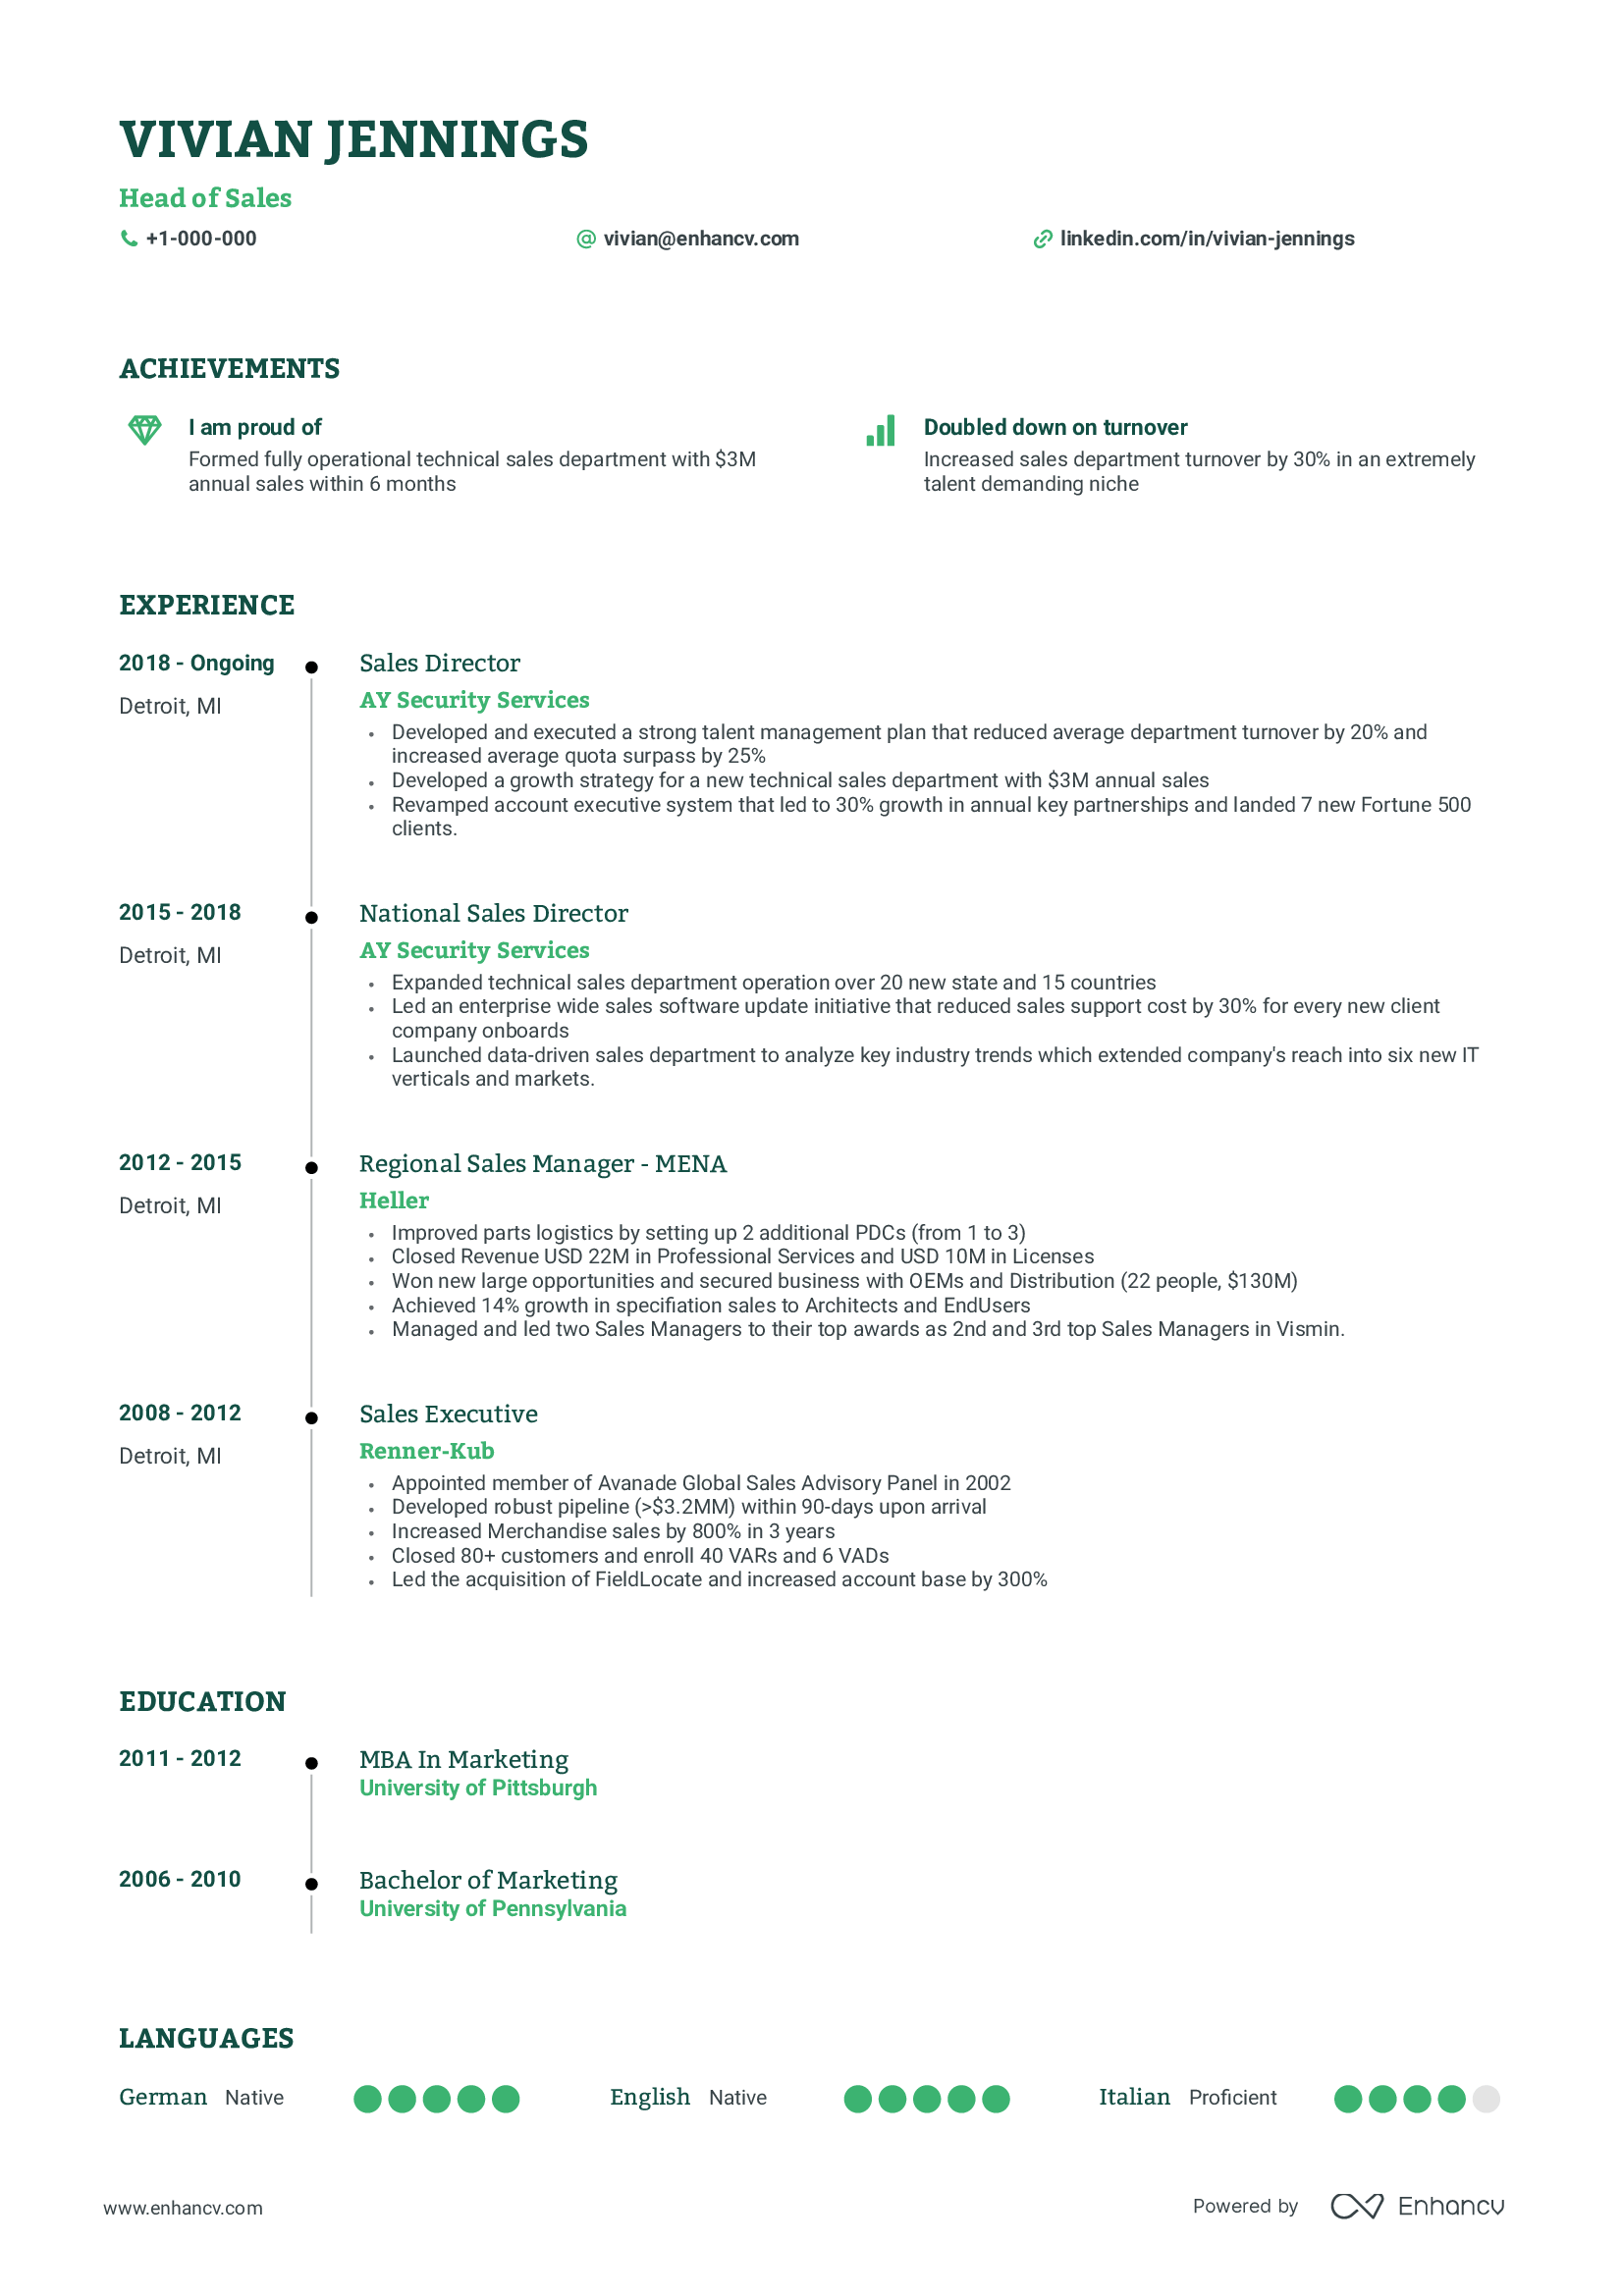 VIVIAN JENNINGS
Head of Sales
+1-000-000
vivian@enhancv.com
linkedin.com/in/vivian-jennings
ACHIEVEMENTS
I am proud of
Formed fully operational technical sales department with $3M
annual sales within 6 months
Doubled down on turnover
Increased sales department turnover by 30% in an extremely
talent demanding niche
EXPERIENCE
2018 - Ongoing
Detroit, MI
Sales Director
AY Security Services
• Developed and executed a strong talent management plan that reduced average department turnover by 20% and
increased average quota surpass by 25%
• Developed a growth strategy for a new technical sales department with $3M annual sales
• Revamped account executive system that led to 30% growth in annual key partnerships and landed 7 new Fortune 500
clients.
2015 - 2018
Detroit, MI
National Sales Director
AY Security Services
• Expanded technical sales department operation over 20 new state and 15 countries
• Led an enterprise wide sales software update initiative that reduced sales support cost by 30% for every new client
company onboards
• Launched data-driven sales department to analyze key industry trends which extended company's reach into six new IT
verticals and markets.
2012 - 2015
Detroit, MI
Regional Sales Manager - MENA
Heller
• Improved parts logistics by setting up 2 additional PDCs (from 1 to 3)
• Closed Revenue USD 22M in Professional Services and USD 10M in Licenses
• Won new large opportunities and secured business with OEMs and Distribution (22 people, $130M)
• Achieved 14% growth in specifiation sales to Architects and EndUsers
• Managed and led two Sales Managers to their top awards as 2nd and 3rd top Sales Managers in Vismin.
2008 - 2012
Detroit, MI
Sales Executive
Renner-Kub
• Appointed member of Avanade Global Sales Advisory Panel in 2002
• Developed robust pipeline (>$3.2MM) within 90-days upon arrival
• Increased Merchandise sales by 800% in 3 years
• Closed 80+ customers and enroll 40 VARs and 6 VADs
• Led the acquisition of FieldLocate and increased account base by 300%
EDUCATION
2011 - 2012
MBA In Marketing
University of Pittsburgh
2006 - 2010
Bachelor of Marketing
University of Pennsylvania
LANGUAGES
German Native
English Native
Italian Proficient
www.enhancv.com
Powered by Enhancv